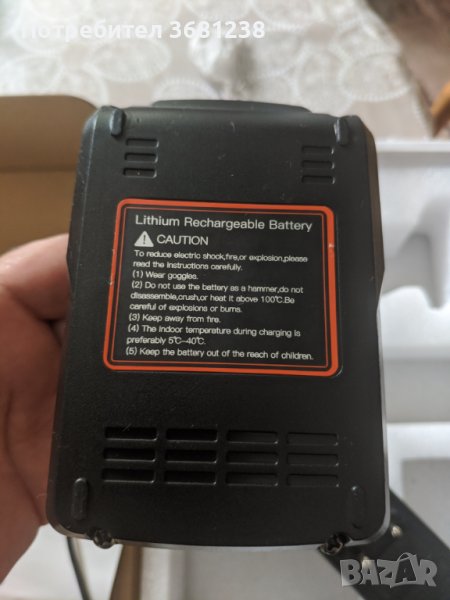 Потребител 3681238
Lithium Rechargeable Battery
CAUTION
To reduce electric shock,fire,or explosion,please
read the instructions carefully.
(1) Wear goggles.
(2) Do not use the battery as a hammer,do not
disassemble,crush,or heat it above 100℃.Be
careful of explosions or burns.
(3) Keep away from fire.
(4) The indoor temperature during charging is
preferably 5℃-40℃.
(5) Keep the battery out of the reach of children.
BAZAR